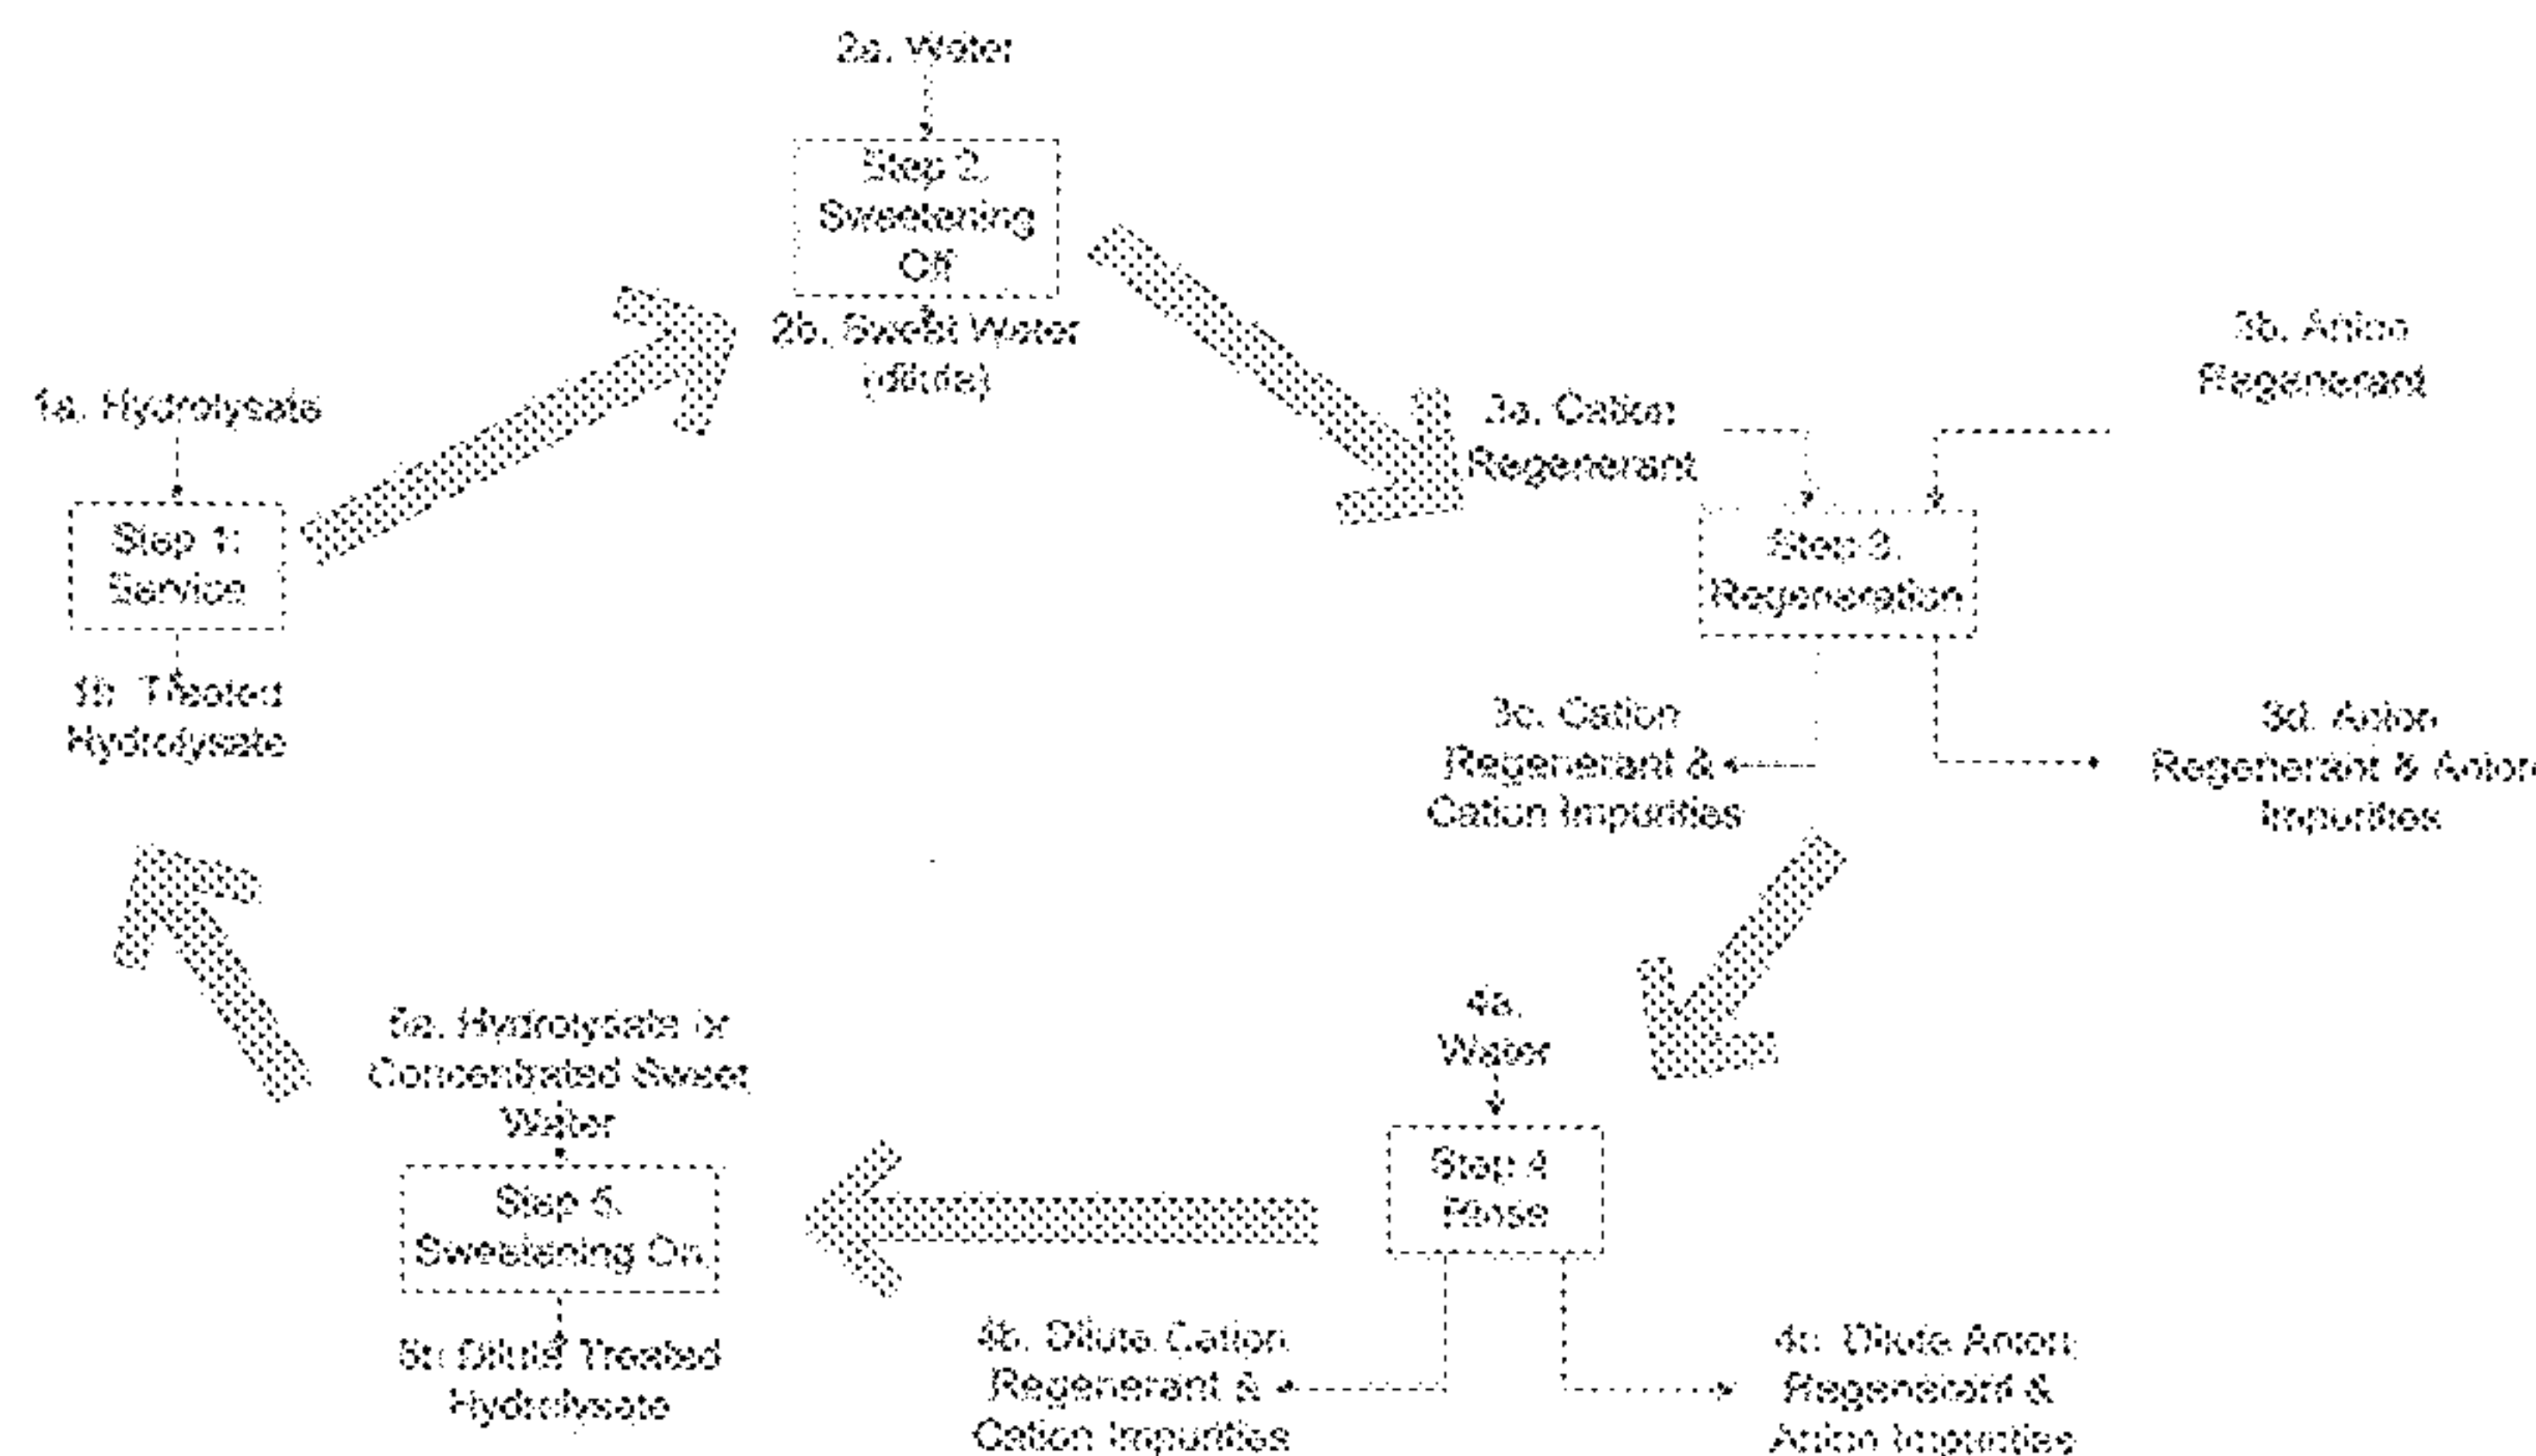 2a. Water
Step 2.
Sweetening
Off
2b. Sweet Water
(dilute)
1a. Hydrolysate
Step 1:
Service
1b. Treated
Hydrolysate
3a. Cation
Regenerant
3b. Anion
Regenerant
Step 3.
Regeneration
3c. Cation
Regenerant &
Cation Impurities
3d. Anion
Regenerant & Anion
Impurities
4a.
Water
Step 4
Rinse
4b. Dilute Cation
Regenerant &
Cation Impurities
4c. Dilute Anion
Regenerant &
Anion Impurities
5a. Hydrolysate or
Concentrated Sweet
Water
Step 5.
Sweetening On
5b. Dilute Treated
Hydrolysate